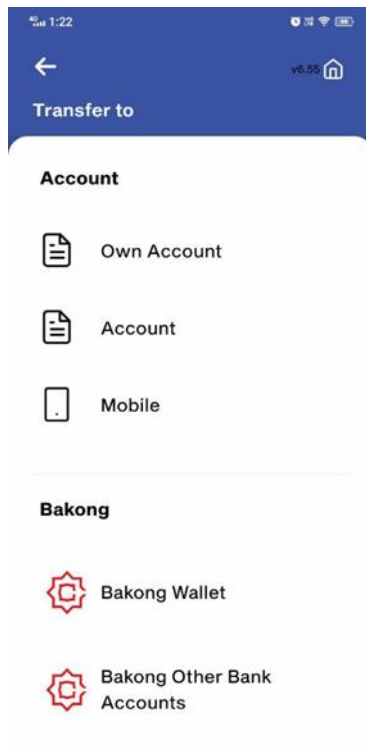 1:22
v6.55
Transfer to
Account
Own Account
Account
Mobile
Bakong
Bakong Wallet
Bakong Other Bank
Accounts